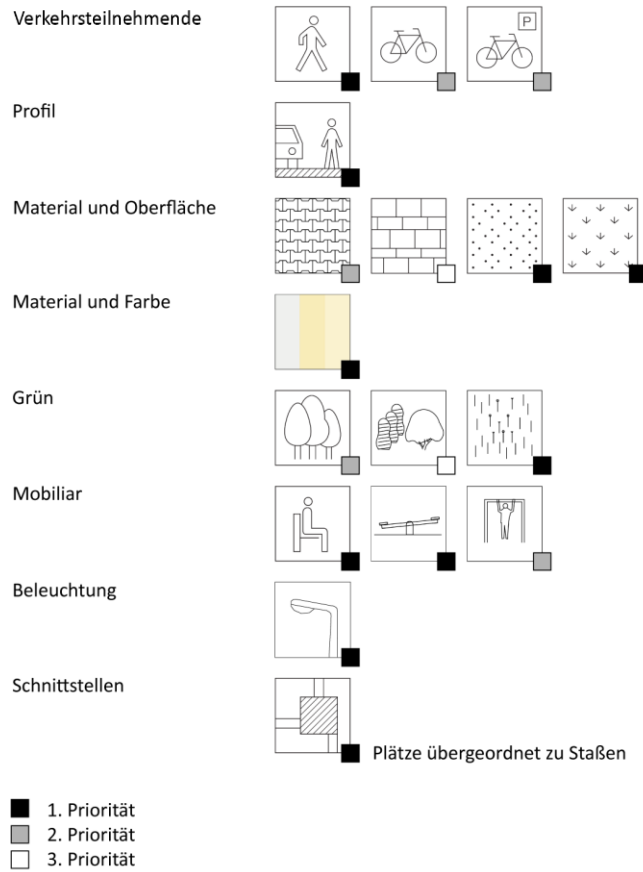 Verkehrsteilnehmende
P
Profil
Material und Oberfläche
Material und Farbe
Grün
Mobiliar
Beleuchtung
Schnittstellen
Plätze übergeordnet zu Staßen
1. Priorität
2. Priorität
3. Priorität